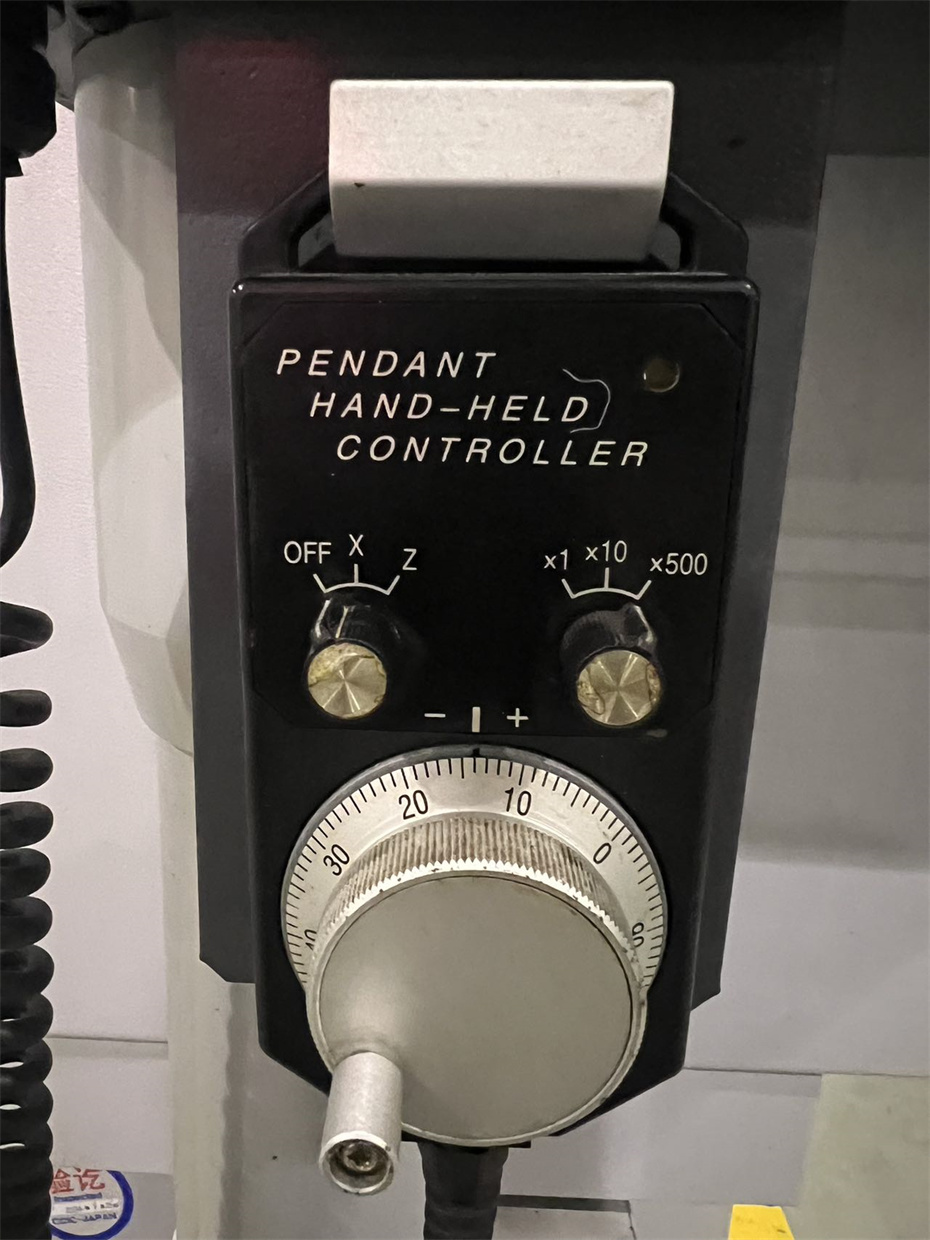 PENDANT
HAND-HELD
CONTROLLER
OFF X Z
x1 x10 x500
− +
30 20 10 0